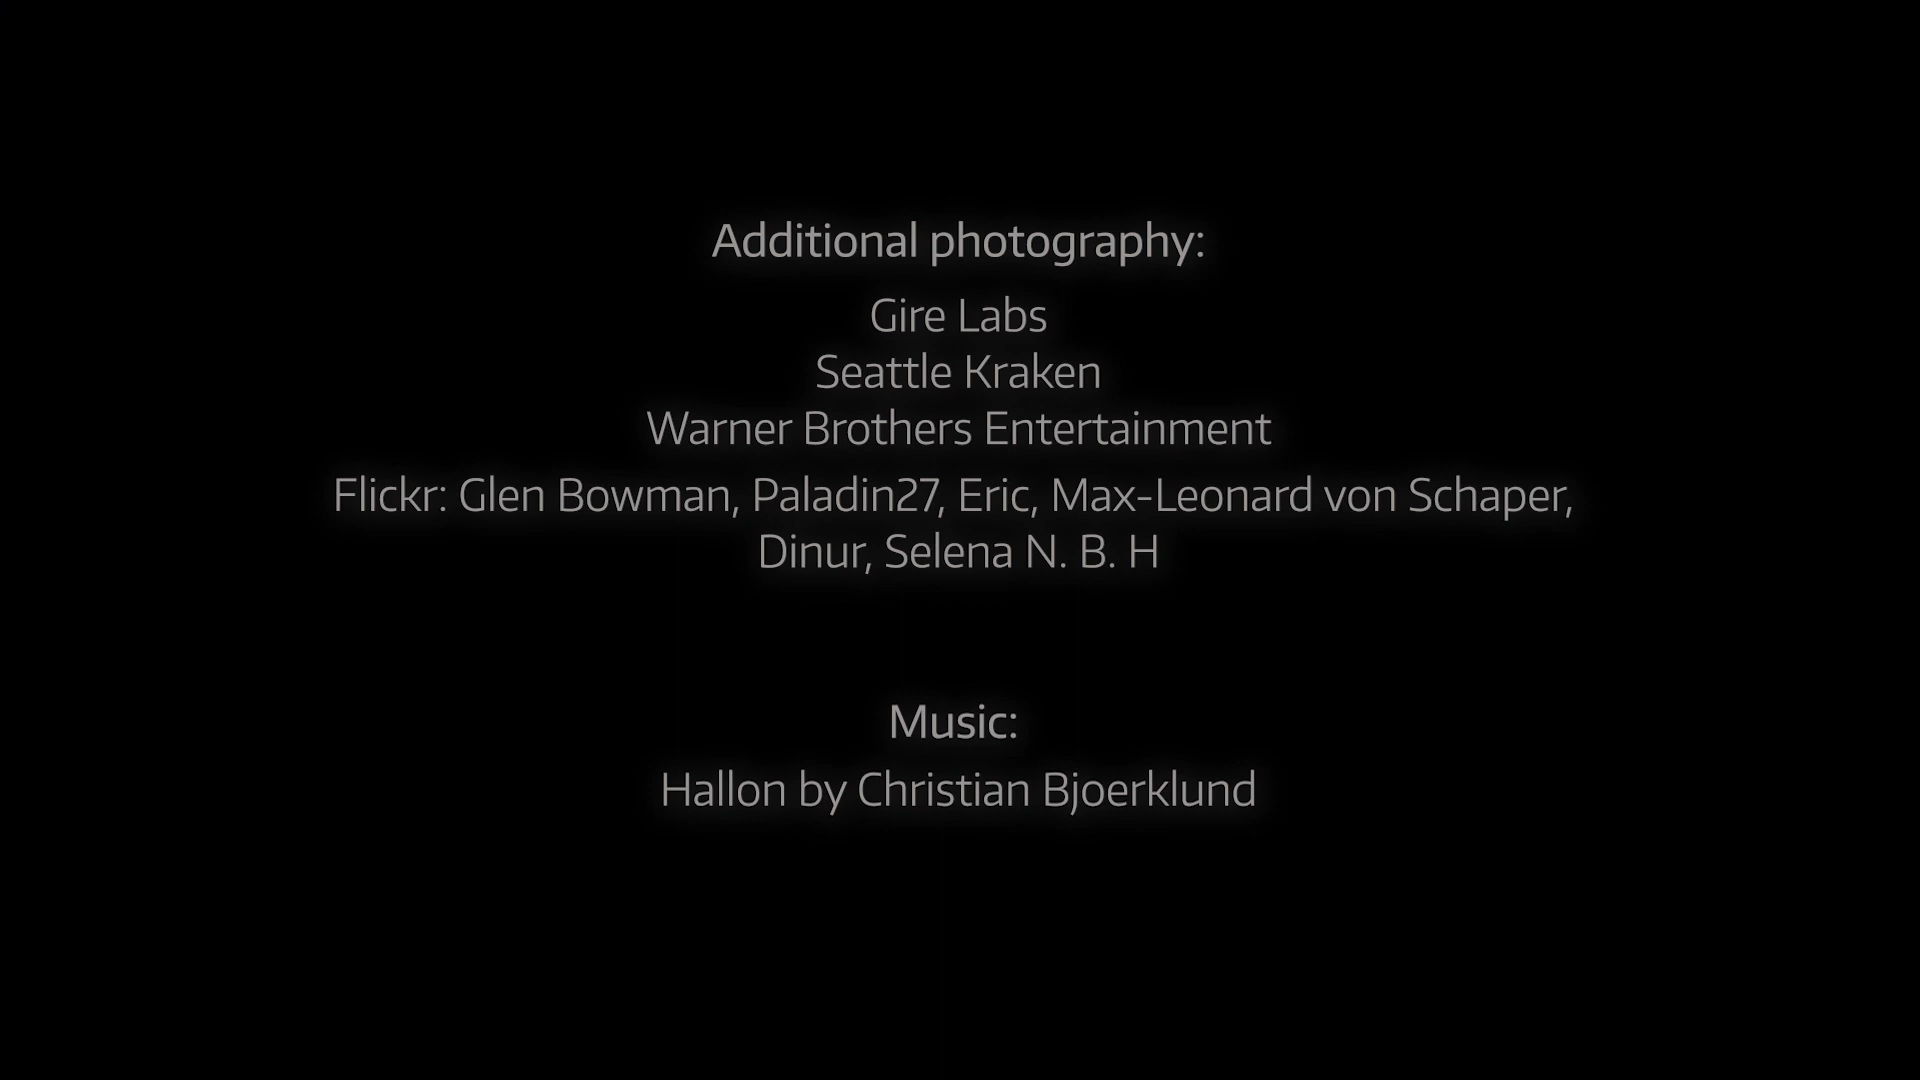 Additional photography:
Gire Labs
Seattle Kraken
Warner Brothers Entertainment
Flickr: Glen Bowman, Paladin27, Eric, Max-Leonard von Schaper,
Dinur, Selena N. B. H
Music:
Hallon by Christian Bjoerklund